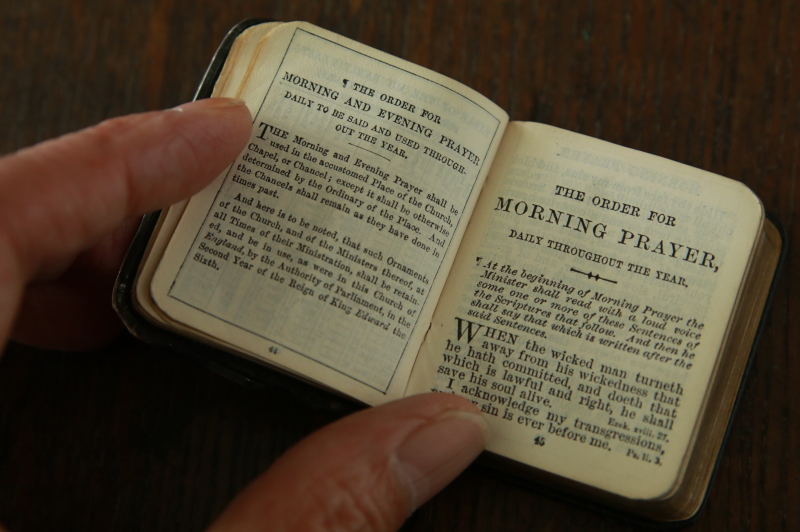 ¶ THE ORDER FOR
MORNING AND EVENING PRAYER
DAILY TO BE SAID AND USED THROUGH-
OUT THE YEAR.
THE Morning and Evening Prayer shall be
used in the accustomed Place of the Church,
Chapel, or Chancel; except it shall be otherwise
determined by the Ordinary of the Place. And
the Chancels shall remain as they have done in
times past.
And here is to be noted, that such Ornaments
of the Church, and of the Ministers thereof, at
all Times of their Ministration, shall be retain-
ed, and be in use, as were in this Church of
England, by the Authority of Parliament, in the
Second Year of the Reign of King Edward the
Sixth.
44
THE ORDER FOR
MORNING PRAYER,
DAILY THROUGHOUT THE YEAR.
¶ At the beginning of Morning Prayer the
Minister shall read with a loud voice
some one or more of these Sentences of
the Scriptures that follow. And then he
shall say that which is written after the
said Sentences.
WHEN the wicked man turneth
away from his wickedness that
he hath committed, and doeth that
which is lawful and right, he shall
save his soul alive. Ezek. xviii. 27.
I acknowledge my transgressions,
sin is ever before me. Ps. li. 3.
45